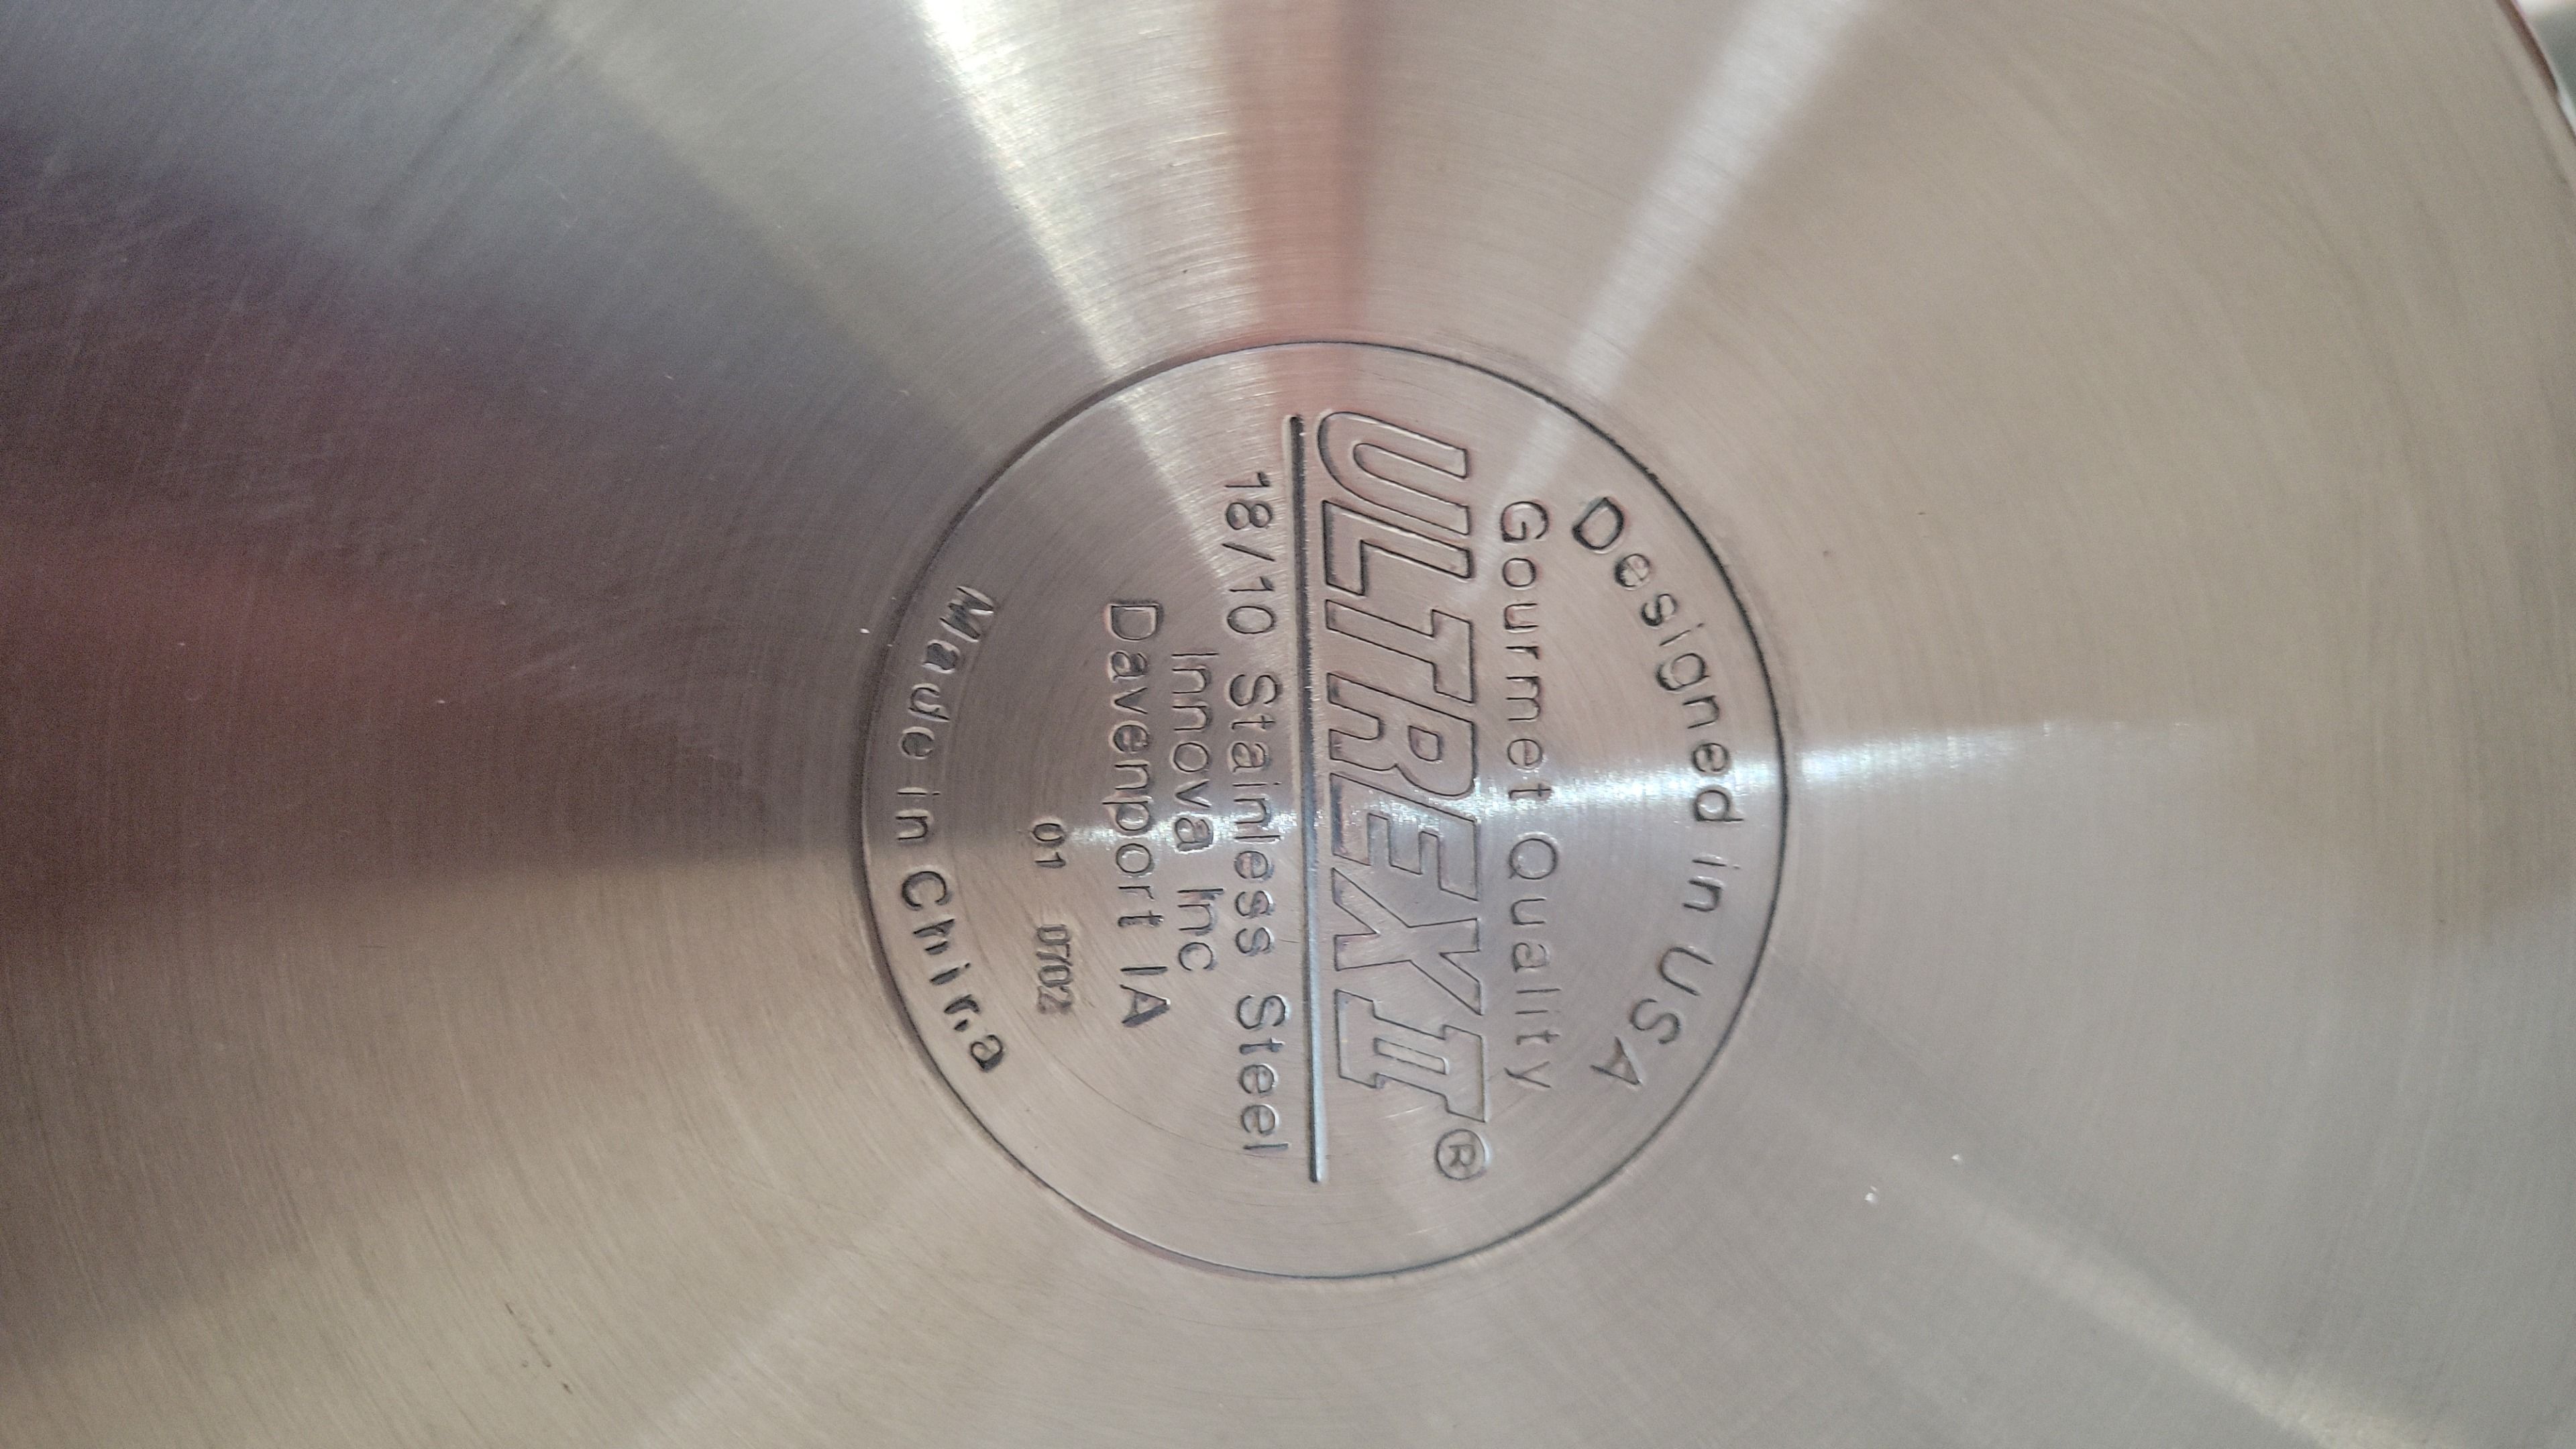 Designed in USA
Gourmet Quality
ULTREX II®
18/10 Stainless Steel
Innova Inc
Davenport IA
01 0702
Made in China